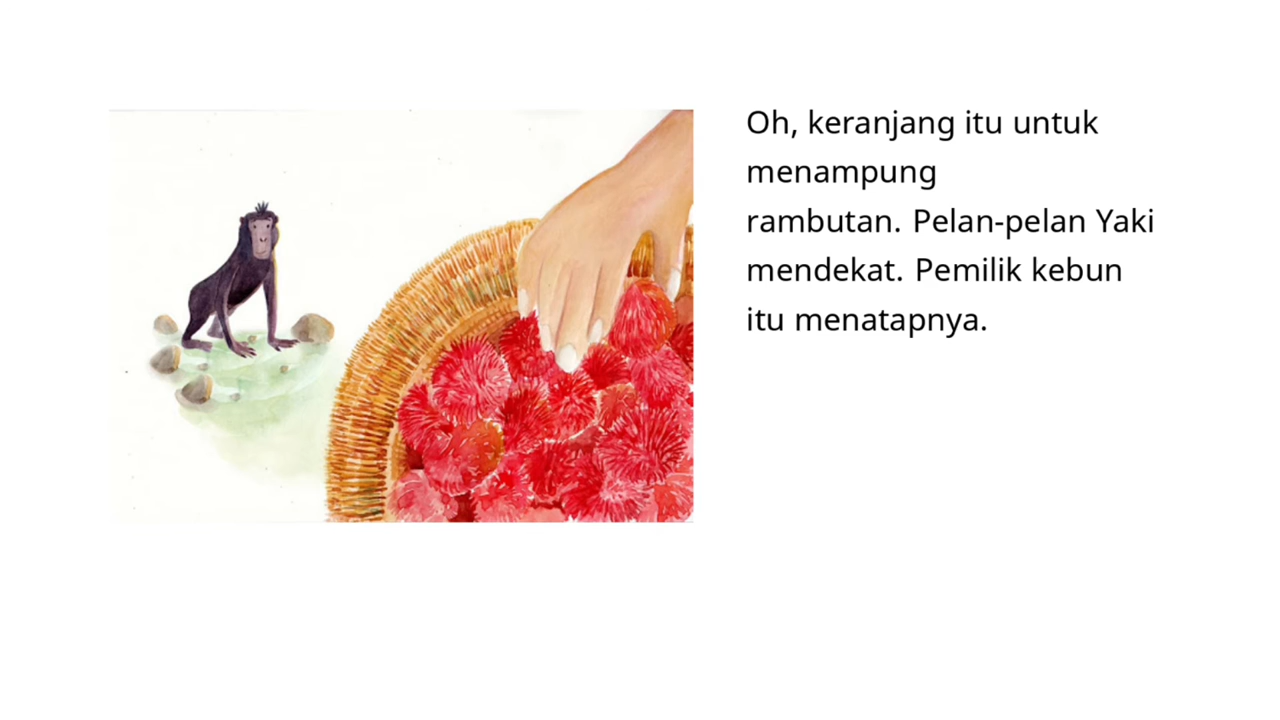 Oh, keranjang itu untuk
menampung
rambutan. Pelan-pelan Yaki
mendekat. Pemilik kebun
itu menatapnya.